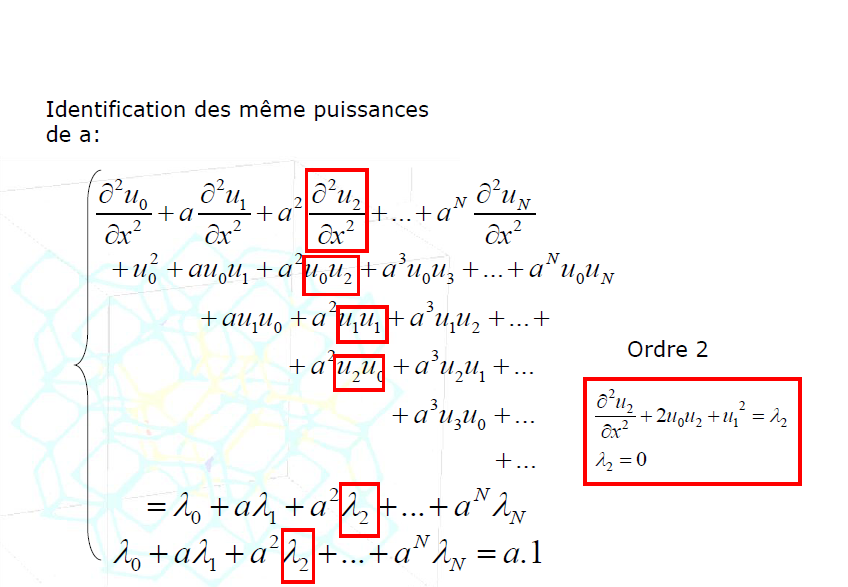 Identification des même puissances
de a:
∂²u₀/∂x² + a ∂²u₁/∂x² + a² ∂²u₂/∂x² + ... + a^N ∂²u_N/∂x²
+ u₀² + au₀u₁ + a²u₀u₂ + a³u₀u₃ + ... + a^N u₀u_N
+ au₁u₀ + a²u₁u₁ + a³u₁u₂ + ... +
+ a²u₂u₀ + a³u₂u₁ + ...
+ a³u₃u₀ + ...
+ ...
= λ₀ + aλ₁ + a²λ₂ + ... + a^N λ_N
λ₀ + aλ₁ + a²λ₂ + ... + a^N λ_N = a.1
Ordre 2
∂²u₂/∂x² + 2u₀u₂ + u₁² = λ₂
λ₂ = 0